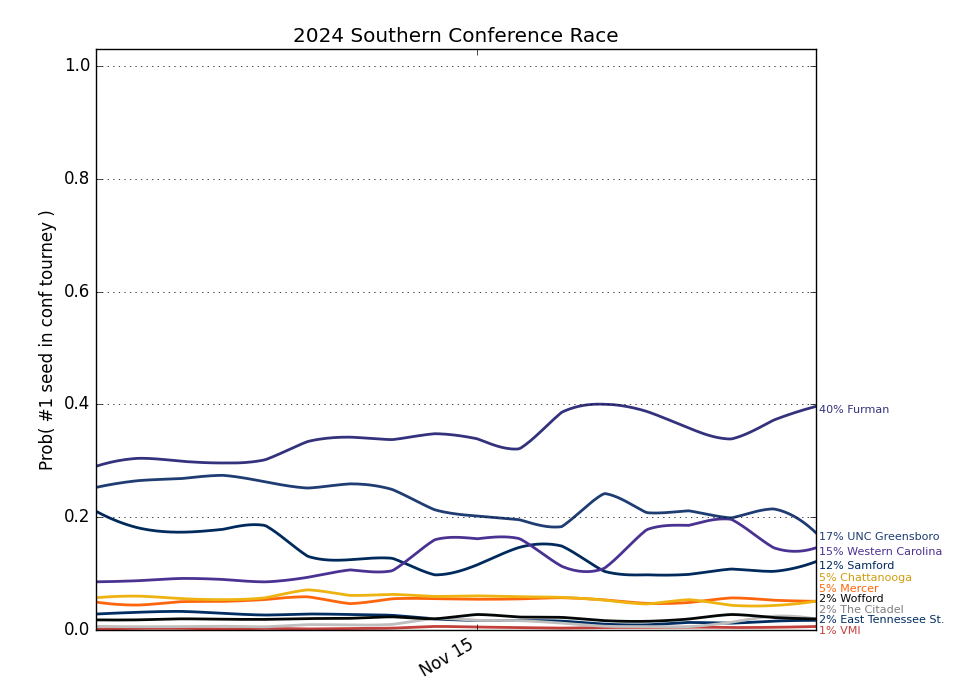 2024 Southern Conference Race
Prob( #1 seed in conf tourney )
1.0
0.8
0.6
0.4
0.2
0.0
Nov 15
40% Furman
17% UNC Greensboro
15% Western Carolina
12% Samford
5% Chattanooga
5% Mercer
2% Wofford
2% The Citadel
2% East Tennessee St.
1% VMI